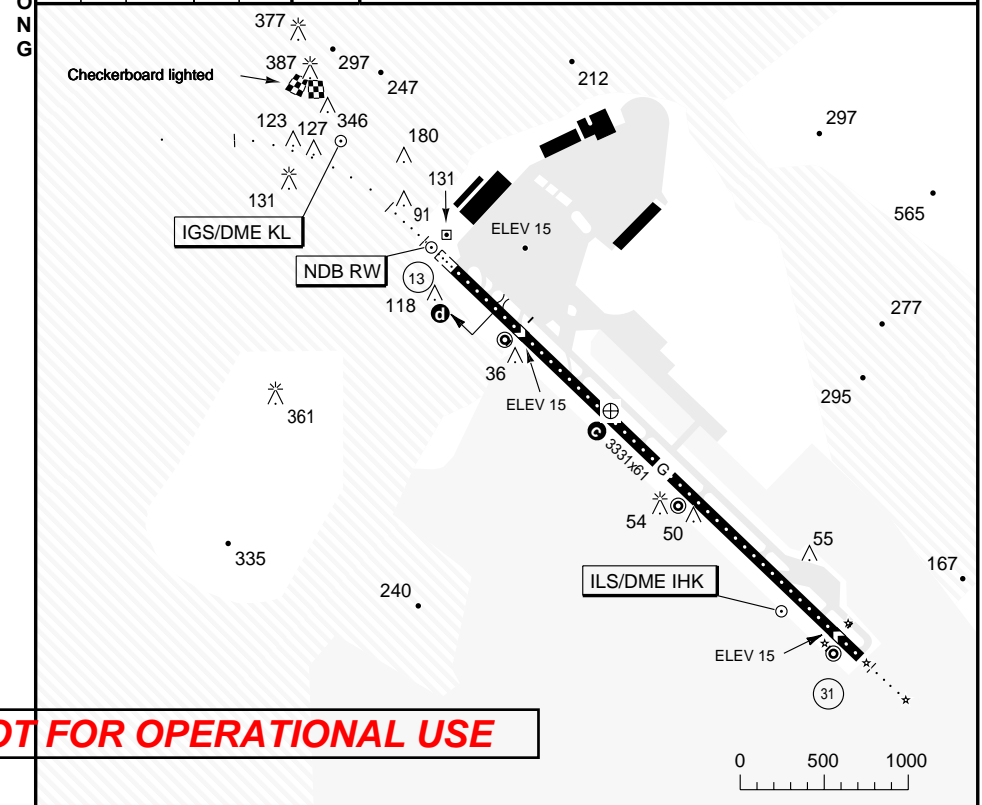 O
N
G
377
387
297
247
212
Checkerboard lighted
123
127
346
180
297
131
131
91
565
IGS/DME KL
ELEV 15
NDB RW
13
118
d
277
36
ELEV 15
295
361
C
3331x61
G
54
50
55
335
167
240
ILS/DME IHK
ELEV 15
31
OT FOR OPERATIONAL USE
0 500 1000